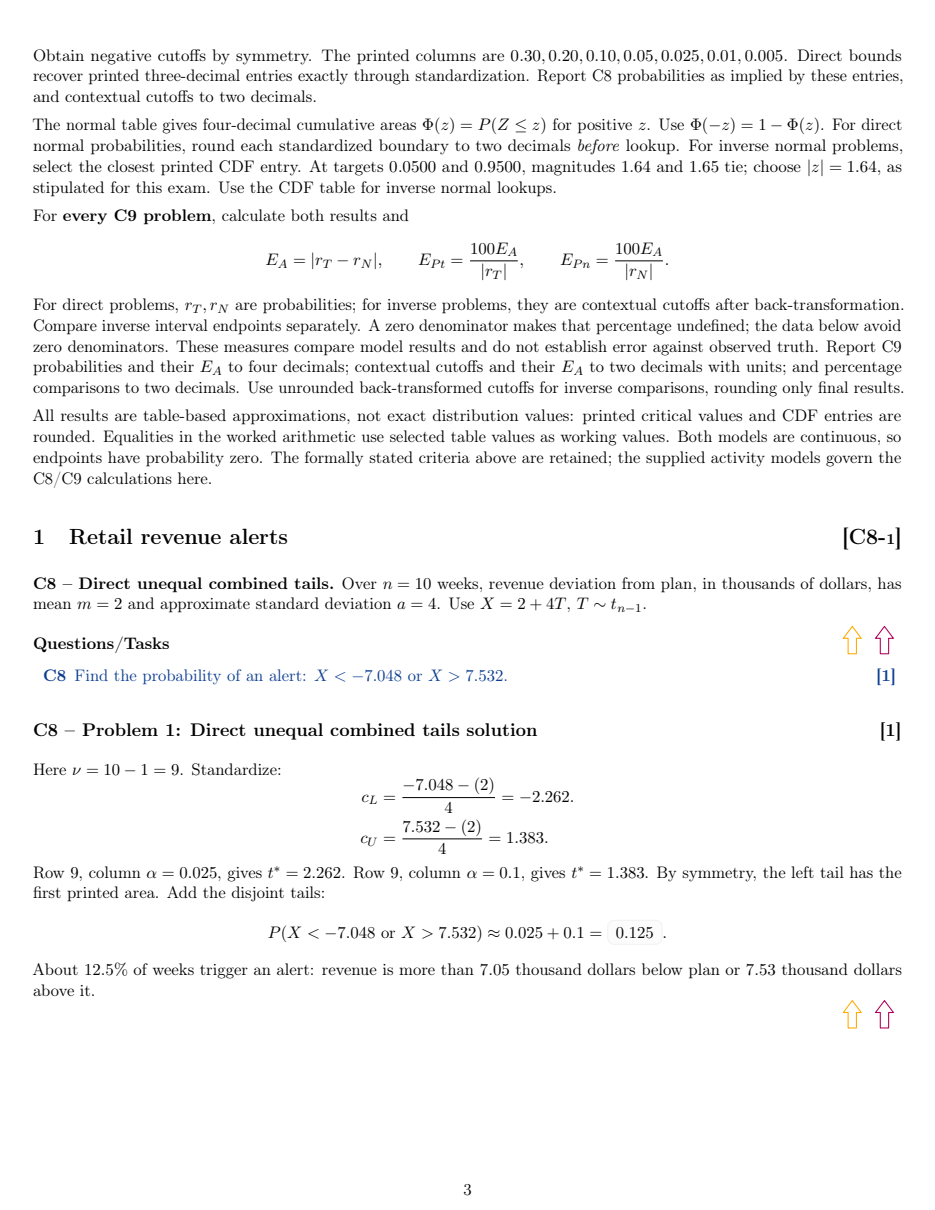 Obtain negative cutoffs by symmetry. The printed columns are 0.30, 0.20, 0.10, 0.05, 0.025, 0.01, 0.005. Direct bounds
recover printed three-decimal entries exactly through standardization. Report C8 probabilities as implied by these entries,
and contextual cutoffs to two decimals.
The normal table gives four-decimal cumulative areas Φ(z) = P(Z ≤ z) for positive z. Use Φ(−z) = 1 − Φ(z). For direct
normal probabilities, round each standardized boundary to two decimals before lookup. For inverse normal problems,
select the closest printed CDF entry. At targets 0.0500 and 0.9500, magnitudes 1.64 and 1.65 tie; choose |z| = 1.64, as
stipulated for this exam. Use the CDF table for inverse normal lookups.
For every C9 problem, calculate both results and
E_A = |r_T − r_N|, E_Pt = 100E_A / |r_T|, E_Pn = 100E_A / |r_N|.
For direct problems, r_T, r_N are probabilities; for inverse problems, they are contextual cutoffs after back-transformation.
Compare inverse interval endpoints separately. A zero denominator makes that percentage undefined; the data below avoid
zero denominators. These measures compare model results and do not establish error against observed truth. Report C9
probabilities and their E_A to four decimals; contextual cutoffs and their E_A to two decimals with units; and percentage
comparisons to two decimals. Use unrounded back-transformed cutoffs for inverse comparisons, rounding only final results.
All results are table-based approximations, not exact distribution values: printed critical values and CDF entries are
rounded. Equalities in the worked arithmetic use selected table values as working values. Both models are continuous, so
endpoints have probability zero. The formally stated criteria above are retained; the supplied activity models govern the
C8/C9 calculations here.
1 Retail revenue alerts [C8-1]
C8 – Direct unequal combined tails. Over n = 10 weeks, revenue deviation from plan, in thousands of dollars, has
mean m = 2 and approximate standard deviation a = 4. Use X = 2 + 4T, T ∼ t_{n−1}.
Questions/Tasks
C8 Find the probability of an alert: X < −7.048 or X > 7.532. [1]
C8 – Problem 1: Direct unequal combined tails solution [1]
Here ν = 10 − 1 = 9. Standardize:
c_L = (−7.048 − (2)) / 4 = −2.262.
c_U = (7.532 − (2)) / 4 = 1.383.
Row 9, column α = 0.025, gives t* = 2.262. Row 9, column α = 0.1, gives t* = 1.383. By symmetry, the left tail has the
first printed area. Add the disjoint tails:
P(X < −7.048 or X > 7.532) ≈ 0.025 + 0.1 = 0.125 .
About 12.5% of weeks trigger an alert: revenue is more than 7.05 thousand dollars below plan or 7.53 thousand dollars
above it.
3